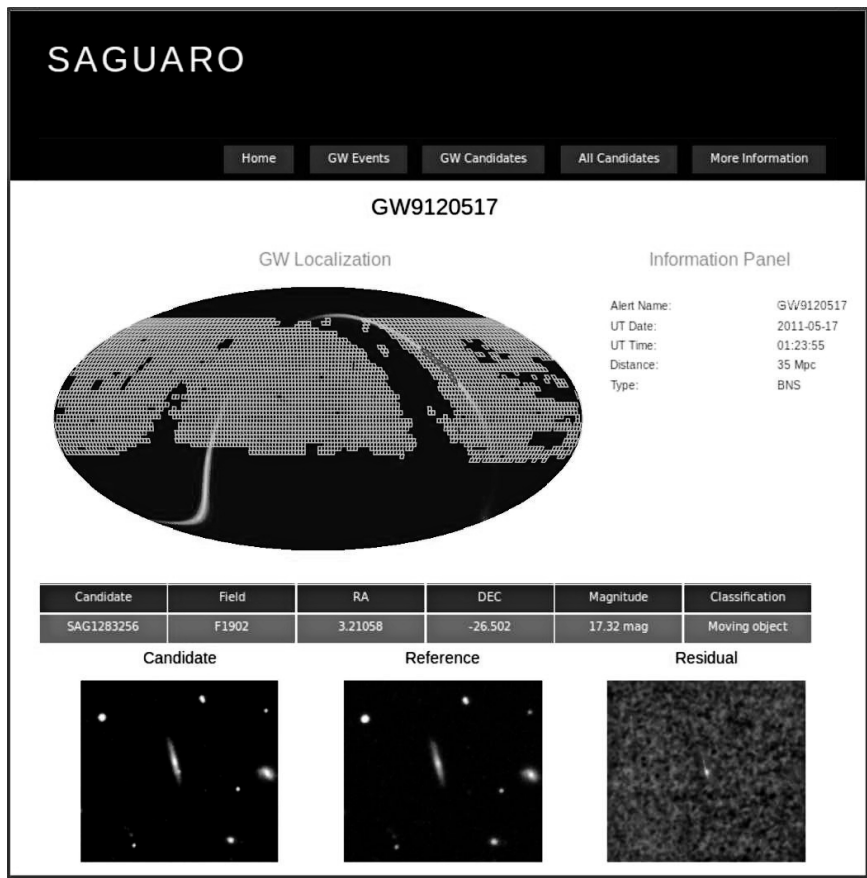 SAGUARO
Home GW Events GW Candidates All Candidates More Information
GW9120517
GW Localization
Information Panel
Alert Name: GW9120517
UT Date: 2011-05-17
UT Time: 01:23:55
Distance: 35 Mpc
Type: BNS
Candidate Field RA DEC Magnitude Classification
SAG1283256 F1902 3.21058 -26.502 17.32 mag Moving object
Candidate Reference Residual